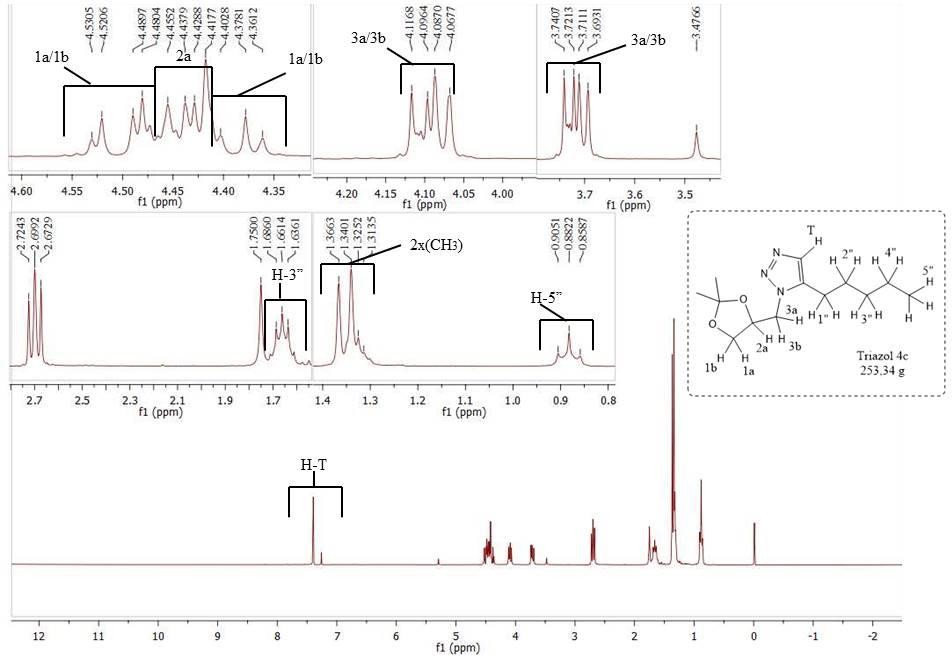 4.5305
4.5206
4.4897
4.4804
4.4552
4.4379
4.4288
4.4177
4.4028
4.3781
4.3612
1a/1b
2a
1a/1b
4.60 4.55 4.50 4.45 4.40 4.35
f1 (ppm)
4.1168
4.0964
4.0870
4.0677
3a/3b
4.20 4.15 4.10 4.05 4.00
f1 (ppm)
3.7407
3.7213
3.7111
3.6931
3.4766
3a/3b
3.7 3.6 3.5
f1 (ppm)
2.7243
2.6992
2.6729
1.7500
1.6860
1.6614
1.6361
H-3”
2.7 2.5 2.3 2.1 1.9 1.7
f1 (ppm)
1.3663
1.3401
1.3252
1.3135
2x(CH3)
0.9051
0.8822
0.8587
H-5”
1.4 1.3 1.2 1.1 1.0 0.9 0.8
f1 (ppm)
T
H
N
N
N
2" 4"
H H H H
5"
H
H
H
H H
1"
H H
3"
O
O
3a
H
H
3b
H
2a
H H
1b 1a
Triazol 4c
253,34 g
H-T
12 11 10 9 8 7 6 5 4 3 2 1 0 -1 -2
f1 (ppm)